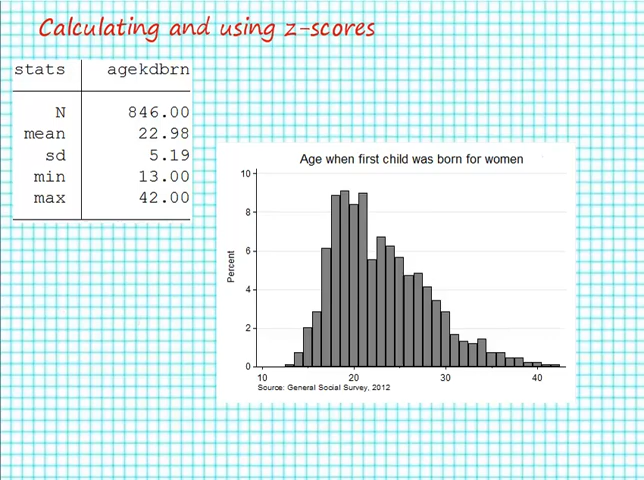 Calculating and using z-scores
stats agekdbrn
N 846.00
mean 22.98
sd 5.19
min 13.00
max 42.00
Age when first child was born for women
10
8
6
4
2
0
Percent
10 20 30 40
Source: General Social Survey, 2012